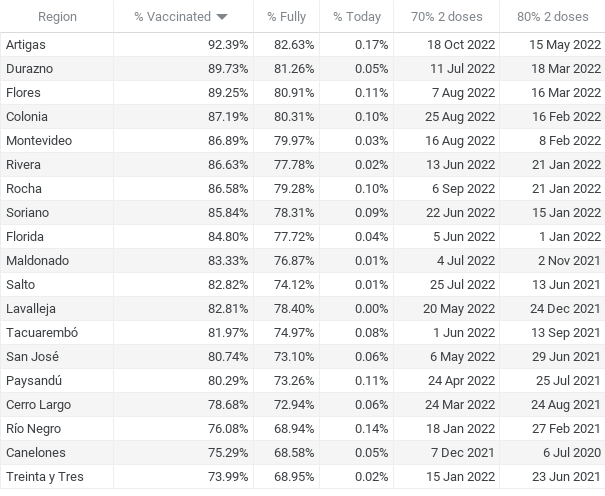 Region % Vaccinated % Fully % Today 70% 2 doses 80% 2 doses
Artigas 92.39% 82.63% 0.17% 18 Oct 2022 15 May 2022
Durazno 89.73% 81.26% 0.05% 11 Jul 2022 18 Mar 2022
Flores 89.25% 80.91% 0.11% 7 Aug 2022 16 Mar 2022
Colonia 87.19% 80.31% 0.10% 25 Aug 2022 16 Feb 2022
Montevideo 86.89% 79.97% 0.03% 16 Aug 2022 8 Feb 2022
Rivera 86.63% 77.78% 0.02% 13 Jun 2022 21 Jan 2022
Rocha 86.58% 79.28% 0.10% 6 Sep 2022 21 Jan 2022
Soriano 85.84% 78.31% 0.09% 22 Jun 2022 15 Jan 2022
Florida 84.80% 77.72% 0.04% 5 Jun 2022 1 Jan 2022
Maldonado 83.33% 76.87% 0.01% 4 Jul 2022 2 Nov 2021
Salto 82.82% 74.12% 0.01% 25 Jul 2022 13 Jun 2021
Lavalleja 82.81% 78.40% 0.00% 20 May 2022 24 Dec 2021
Tacuarembó 81.97% 74.97% 0.08% 1 Jun 2022 13 Sep 2021
San José 80.74% 73.10% 0.06% 6 May 2022 29 Jun 2021
Paysandú 80.29% 73.26% 0.11% 24 Apr 2022 25 Jul 2021
Cerro Largo 78.68% 72.94% 0.06% 24 Mar 2022 24 Aug 2021
Río Negro 76.08% 68.94% 0.14% 18 Jan 2022 27 Feb 2021
Canelones 75.29% 68.58% 0.05% 7 Dec 2021 6 Jul 2020
Treinta y Tres 73.99% 68.95% 0.02% 15 Jan 2022 23 Jun 2021